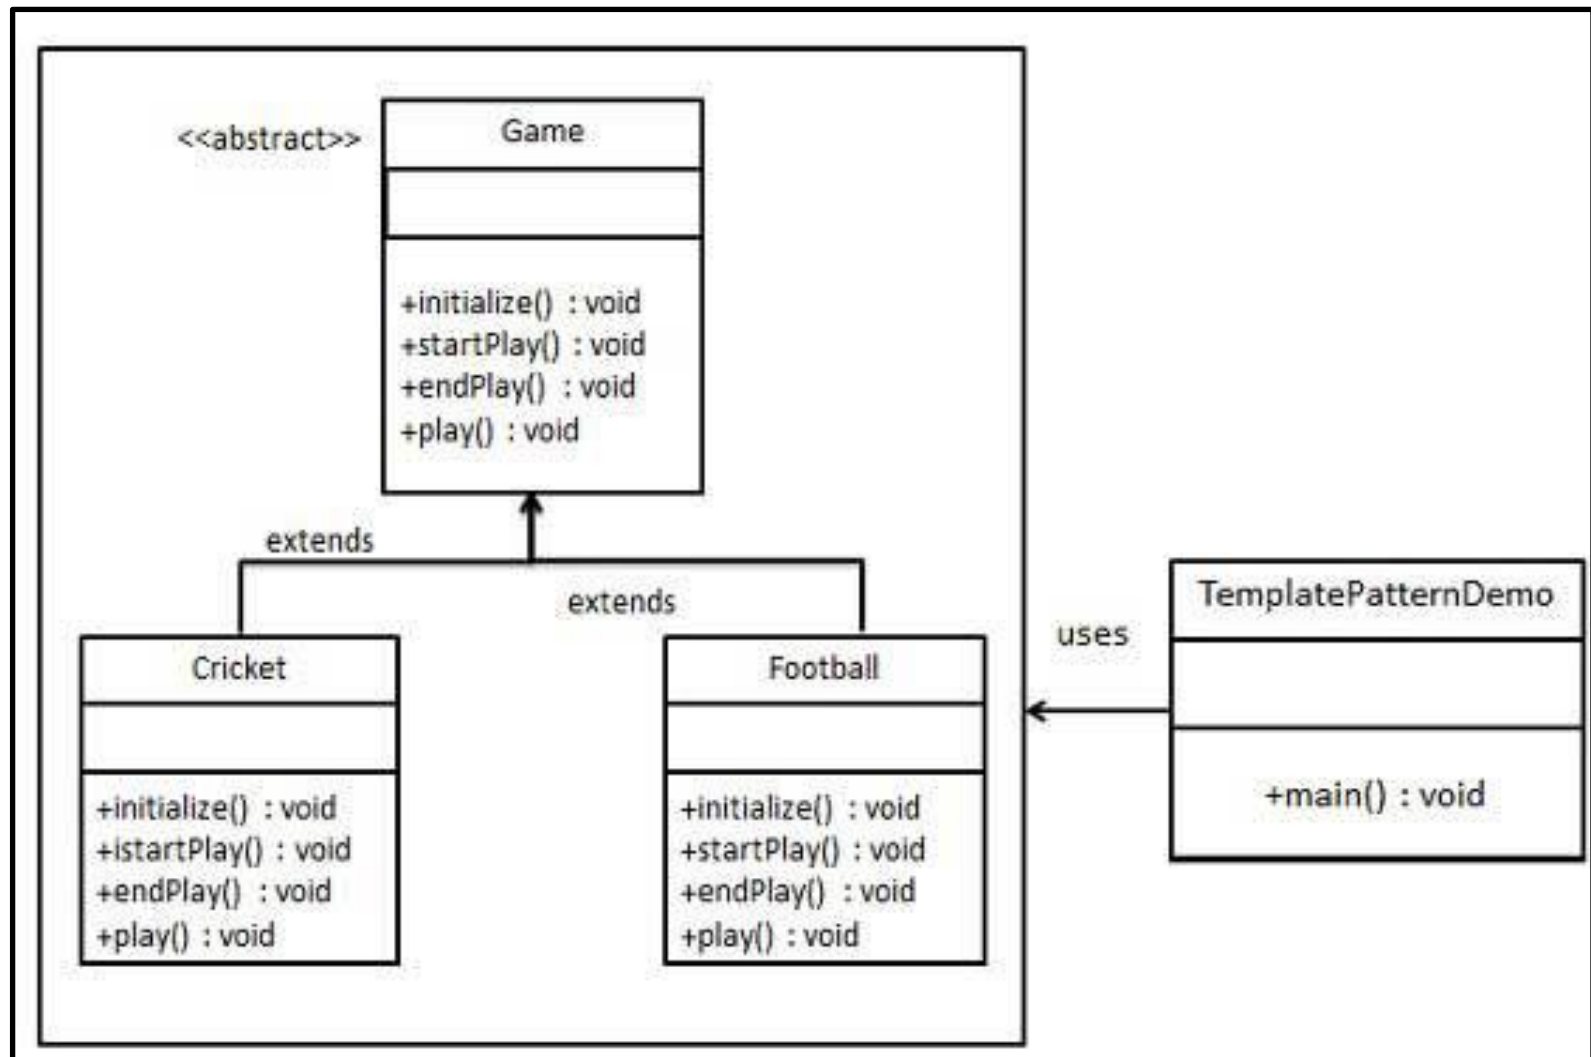 <<abstract>>
Game
+initialize() : void
+startPlay() : void
+endPlay() : void
+play() : void
extends
extends
Cricket
+initialize() : void
+istartPlay() : void
+endPlay() : void
+play() : void
Football
+initialize() : void
+startPlay() : void
+endPlay() : void
+play() : void
uses
TemplatePatternDemo
+main() : void